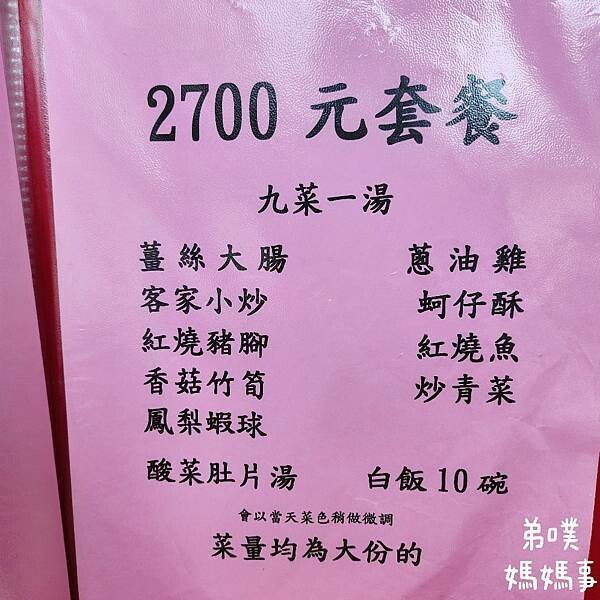 2700 元套餐
九菜一湯
薑絲大腸 蔥油雞
客家小炒 蚵仔酥
紅燒豬腳 紅燒魚
香菇竹筍 炒青菜
鳳梨蝦球
酸菜肚片湯 白飯10碗
會以當天菜色稍做微調
菜量均為大份的
弟噗
媽媽事